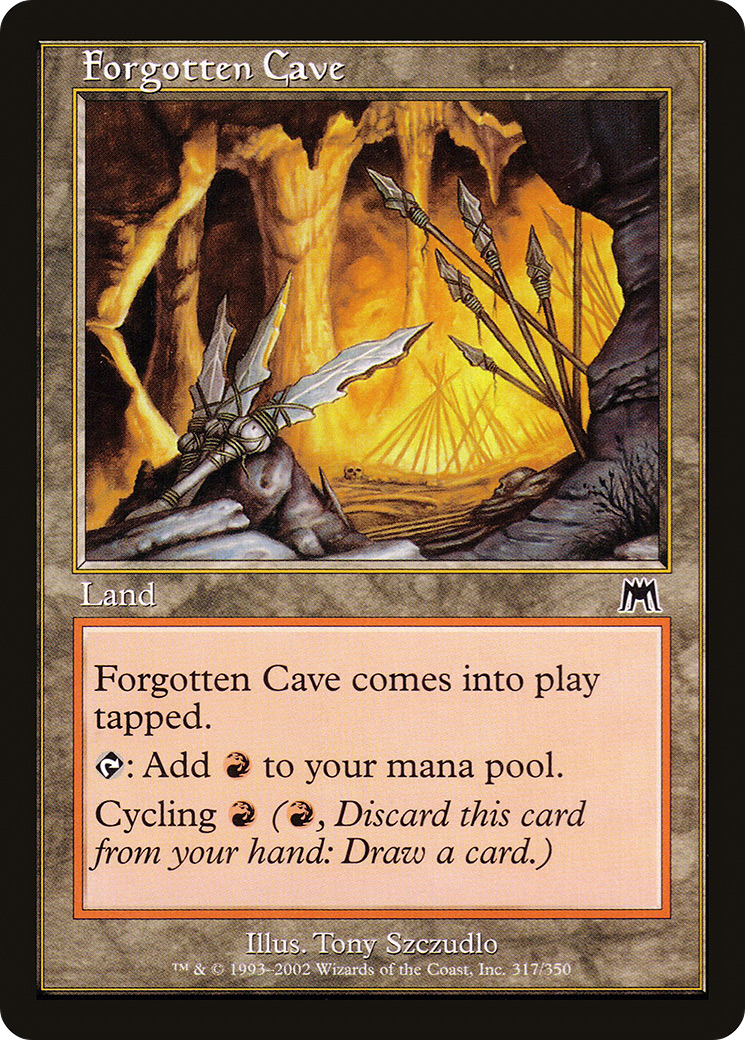 Forgotten Cave
Land
Forgotten Cave comes into play
tapped.
: Add to your mana pool.
Cycling ( , Discard this card
from your hand: Draw a card.)
Illus. Tony Szczudlo
™ & © 1993–2002 Wizards of the Coast, Inc. 317/350